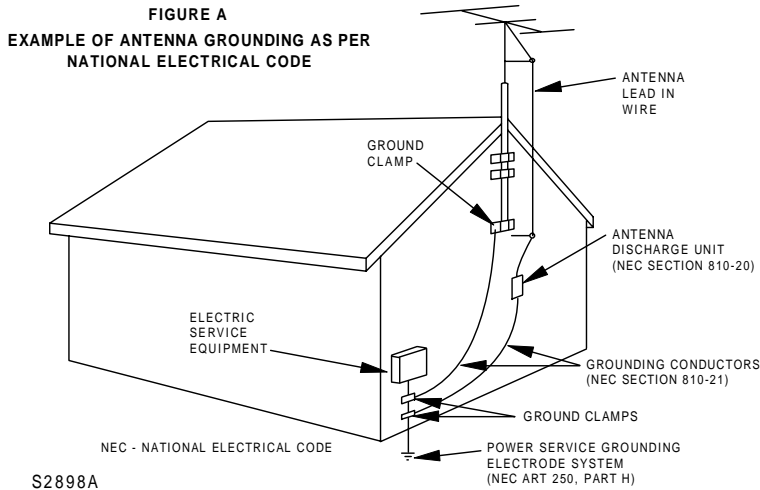 FIGURE A
EXAMPLE OF ANTENNA GROUNDING AS PER
NATIONAL ELECTRICAL CODE
ANTENNA
LEAD IN
WIRE
GROUND
CLAMP
ANTENNA
DISCHARGE UNIT
(NEC SECTION 810-20)
ELECTRIC
SERVICE
EQUIPMENT
GROUNDING CONDUCTORS
(NEC SECTION 810-21)
GROUND CLAMPS
NEC - NATIONAL ELECTRICAL CODE
POWER SERVICE GROUNDING
ELECTRODE SYSTEM
(NEC ART 250, PART H)
S2898A